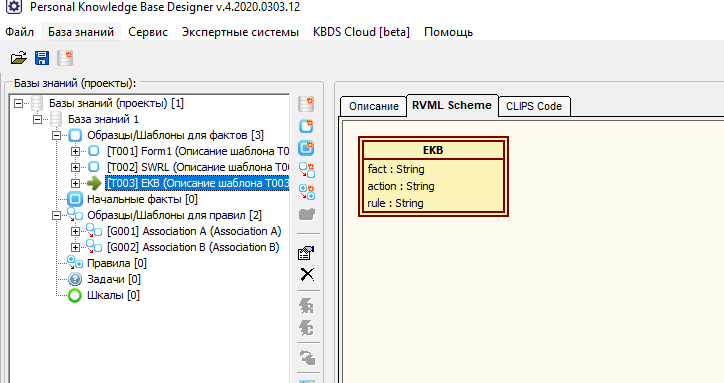 Personal Knowledge Base Designer v.4.2020.0303.12
Файл База знаний Сервис Экспертные системы KBDS Cloud [beta] Помощь
Базы знаний (проекты):
Базы знаний (проекты) [1]
База знаний 1
Образцы/Шаблоны для фактов [3]
[T001] Form1 (Описание шаблона T0
[T002] SWRL (Описание шаблона T0
[T003] EKB (Описание шаблона T003
Начальные факты [0]
Образцы/Шаблоны для правил [2]
[G001] Association A (Association A)
[G002] Association B (Association B)
Правила [0]
Задачи [0]
Шкалы [0]
Описание RVML Scheme CLIPS Code
EKB
fact : String
action : String
rule : String